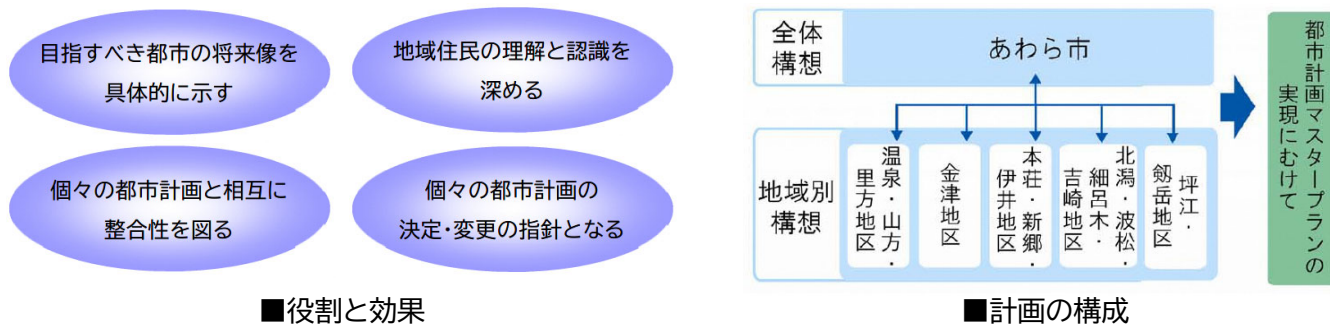 目指すべき都市の将来像を
具体的に示す
地域住民の理解と認識を
深める
個々の都市計画と相互に
整合性を図る
個々の都市計画の
決定・変更の指針となる
■役割と効果
全体
構想
あわら市
地域別
構想
温泉・山方・
里方地区
金津地区
本荘・新郷・
伊井地区
北潟・波松・
細呂木・
吉崎地区
坪江・
剱岳地区
都市計画マスタープランの
実現にむけて
■計画の構成